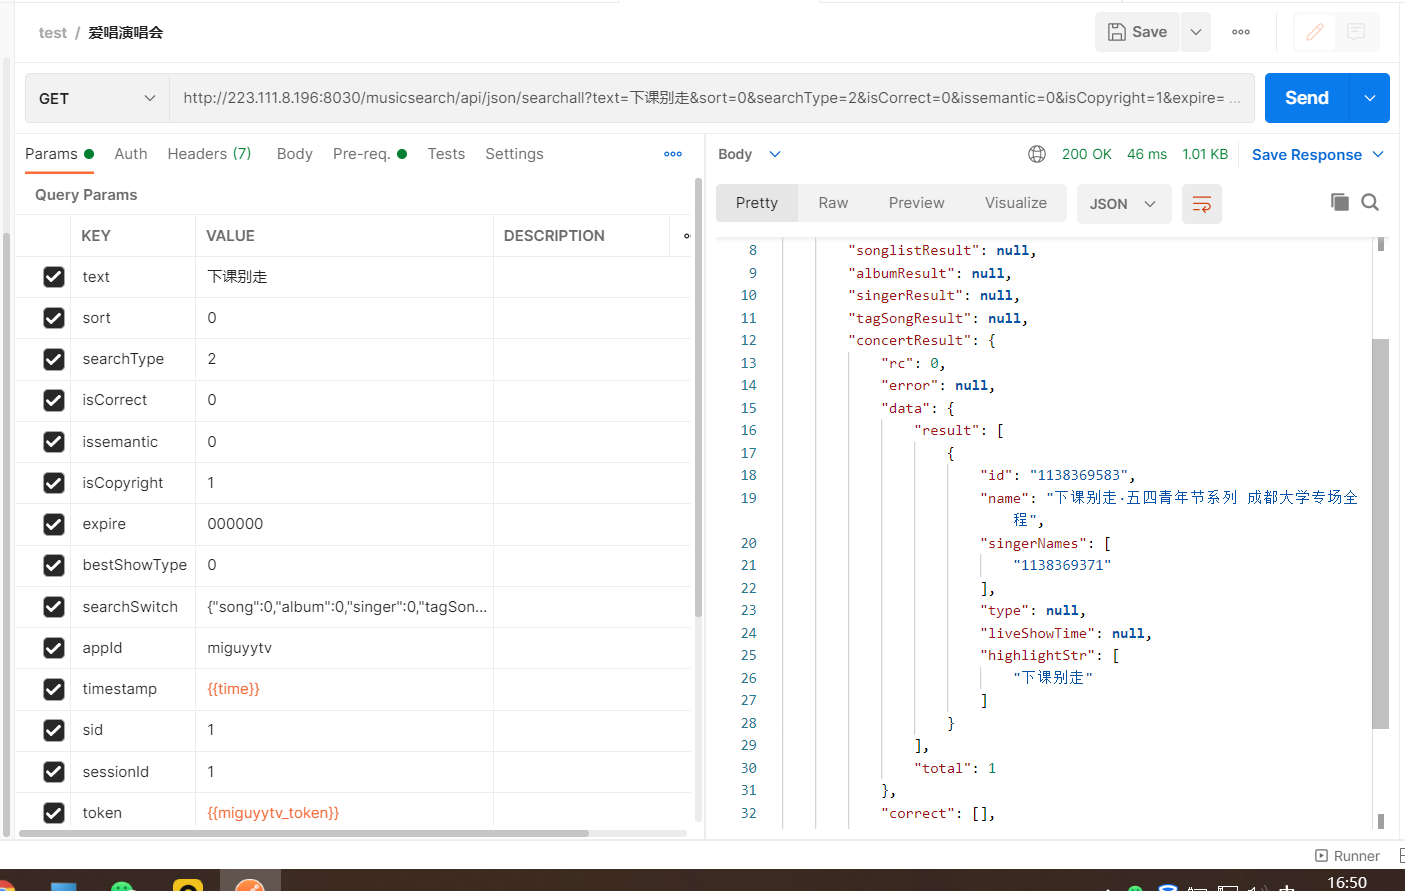 test / 爱唱演唱会
Save
GET
http://223.111.8.196:8030/musicsearch/api/json/searchall?text=下课别走&sort=0&searchType=2&isCorrect=0&issemantic=0&isCopyright=1&expire= ...
Send
Params Auth Headers (7) Body Pre-req. Tests Settings
Body 200 OK 46 ms 1.01 KB Save Response
Query Params
Pretty Raw Preview Visualize JSON
KEY VALUE DESCRIPTION
text 下课别走
sort 0
searchType 2
isCorrect 0
issemantic 0
isCopyright 1
expire 000000
bestShowType 0
searchSwitch {"song":0,"album":0,"singer":0,"tagSon...
appId miguyytv
timestamp {{time}}
sid 1
sessionId 1
token {{miguyytv_token}}
8 "songlistResult": null,
9 "albumResult": null,
10 "singerResult": null,
11 "tagSongResult": null,
12 "concertResult": {
13 "rc": 0,
14 "error": null,
15 "data": {
16 "result": [
17 {
18 "id": "1138369583",
19 "name": "下课别走·五四青年节系列 成都大学专场全
程",
20 "singerNames": [
21 "1138369371"
22 ],
23 "type": null,
24 "liveShowTime": null,
25 "highlightStr": [
26 "下课别走"
27 ]
28 }
29 ],
30 "total": 1
31 },
32 "correct": [],
Runner
16:50